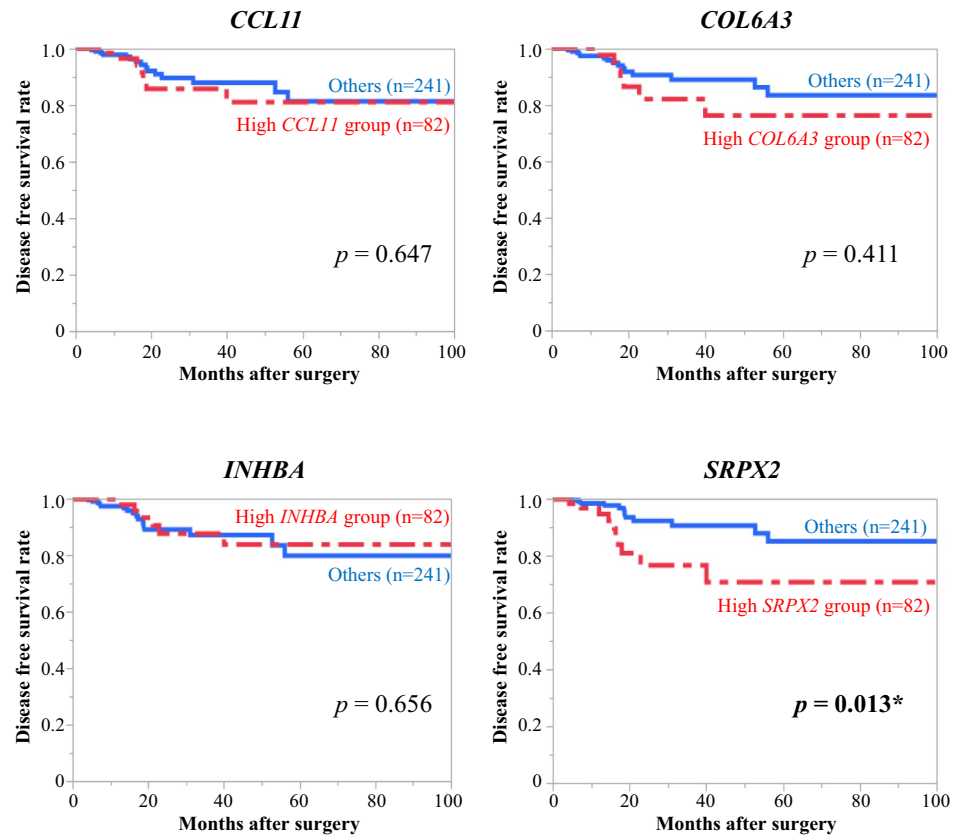 CCL11
Disease free survival rate
1.0
0.8
0.6
0.4
0.2
0
Others (n=241)
High CCL11 group (n=82)
p = 0.647
0 20 40 60 80 100
Months after surgery
COL6A3
Disease free survival rate
1.0
0.8
0.6
0.4
0.2
0
Others (n=241)
High COL6A3 group (n=82)
p = 0.411
0 20 40 60 80 100
Months after surgery
INHBA
Disease free survival rate
1.0
0.8
0.6
0.4
0.2
0
High INHBA group (n=82)
Others (n=241)
p = 0.656
0 20 40 60 80 100
Months after surgery
SRPX2
Disease free survival rate
1.0
0.8
0.6
0.4
0.2
0
Others (n=241)
High SRPX2 group (n=82)
p = 0.013*
0 20 40 60 80 100
Months after surgery